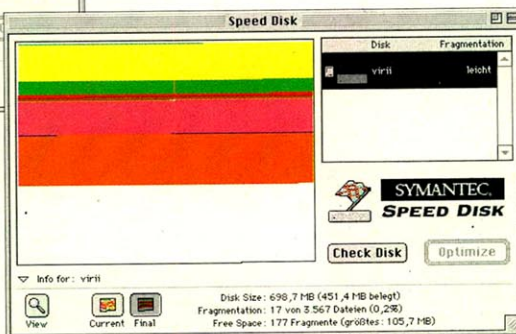 Speed Disk
Disk Fragmentation
virii leicht
SYMANTEC.
SPEED DISK
Check Disk Optimize
Info for: virii
Disk Size: 698,7 MB (451,4 MB belegt)
Fragmentation: 17 von 3.567 Dateien (0,2%)
Free Space: 177 Fragmente (größtes: 105,7 MB)
View Current Final